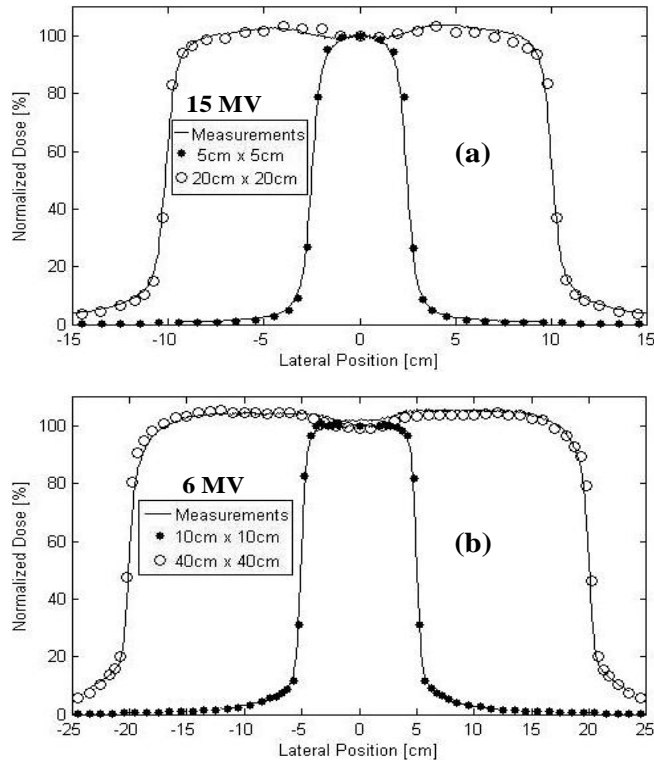 100
80
60
40
20
0
Normalized Dose [%]
15 MV
Measurements
5cm x 5cm
20cm x 20cm
(a)
-15 -10 -5 0 5 10 15
Lateral Position [cm]
100
80
60
40
20
0
Normalized Dose [%]
6 MV
Measurements
10cm x 10cm
40cm x 40cm
(b)
-25 -20 -15 -10 -5 0 5 10 15 20 25
Lateral Position [cm]